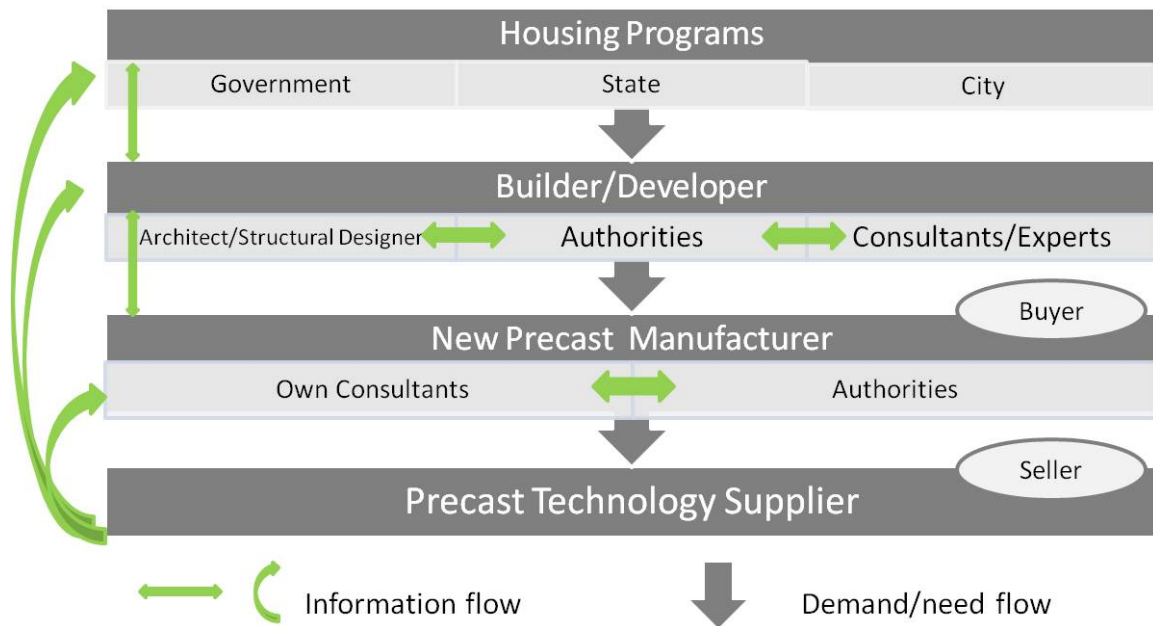 Housing Programs
Government State City
Builder/Developer
Architect/Structural Designer Authorities Consultants/Experts
Buyer
New Precast Manufacturer
Own Consultants Authorities
Seller
Precast Technology Supplier
Information flow Demand/need flow